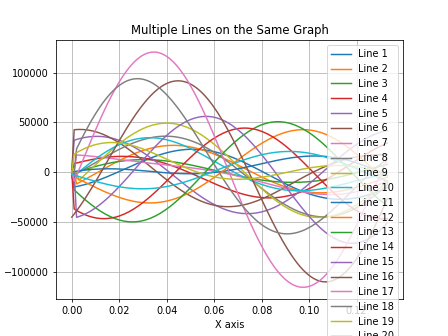 Multiple Lines on the Same Graph
100000
50000
0
−50000
−100000
0.00
0.02
0.04
0.06
0.08
0.10
X axis
Line 1
Line 2
Line 3
Line 4
Line 5
Line 6
Line 7
Line 8
Line 9
Line 10
Line 11
Line 12
Line 13
Line 14
Line 15
Line 16
Line 17
Line 18
Line 19
Line 20